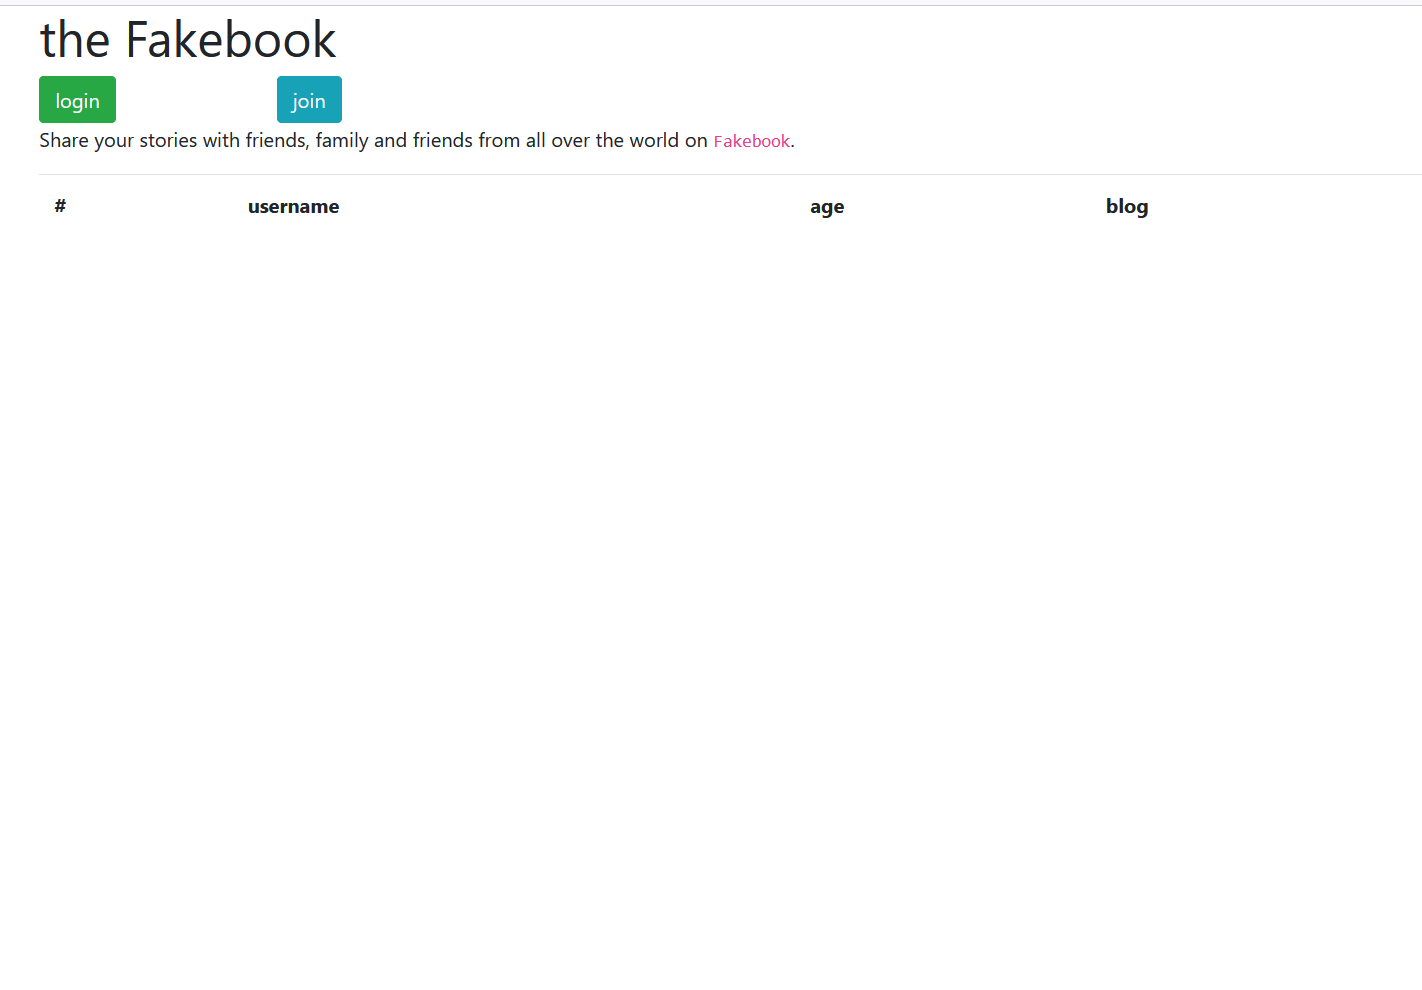 the Fakebook
login join
Share your stories with friends, family and friends from all over the world on Fakebook.
# username age blog